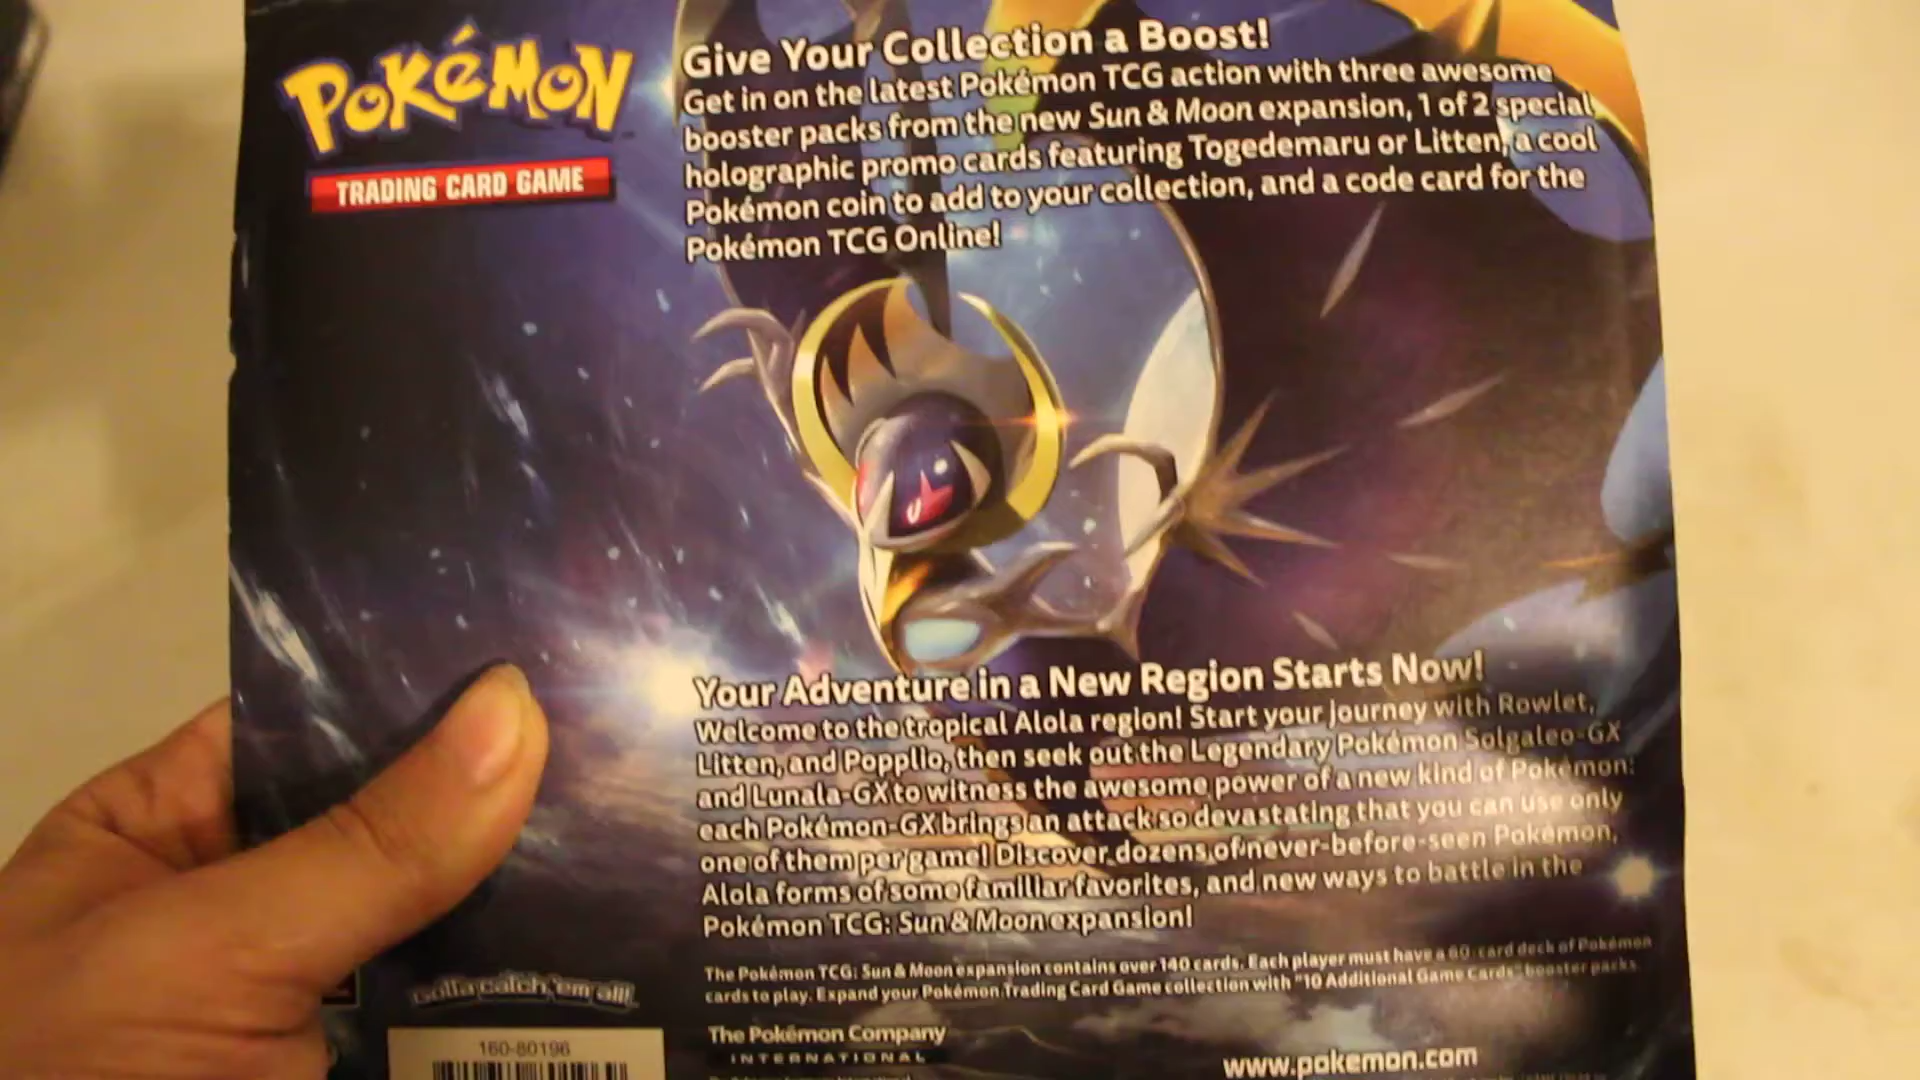 POKéMON
TRADING CARD GAME
Give Your Collection a Boost!
Get in on the latest Pokémon TCG action with three awesome
booster packs from the new Sun & Moon expansion, 1 of 2 special
holographic promo cards featuring Togedemaru or Litten, a cool
Pokémon coin to add to your collection, and a code card for the
Pokémon TCG Online!
Your Adventure in a New Region Starts Now!
Welcome to the tropical Alola region! Start your journey with Rowlet,
Litten, and Popplio, then seek out the Legendary Pokémon Solgaleo-GX
and Lunala-GX to witness the awesome power of a new kind of Pokémon:
each Pokémon-GX brings an attack so devastating that you can use only
one of them per game! Discover dozens of never-before-seen Pokémon,
Alola forms of some familiar favorites, and new ways to battle in the
Pokémon TCG: Sun & Moon expansion!
The Pokémon TCG: Sun & Moon expansion contains over 140 cards. Each player must have a 60-card deck of Pokémon
cards to play. Expand your Pokémon Trading Card Game collection with "10 Additional Game Cards" booster packs.
Gotta catch 'em all!
160-80196
The Pokémon Company
INTERNATIONAL
www.pokemon.com